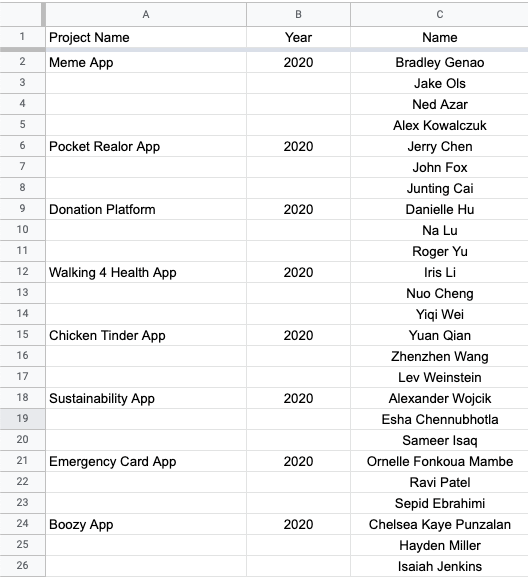 A B C
1 Project Name Year Name
2 Meme App 2020 Bradley Genao
3 Jake Ols
4 Ned Azar
5 Alex Kowalczuk
6 Pocket Realor App 2020 Jerry Chen
7 John Fox
8 Junting Cai
9 Donation Platform 2020 Danielle Hu
10 Na Lu
11 Roger Yu
12 Walking 4 Health App 2020 Iris Li
13 Nuo Cheng
14 Yiqi Wei
15 Chicken Tinder App 2020 Yuan Qian
16 Zhenzhen Wang
17 Lev Weinstein
18 Sustainability App 2020 Alexander Wojcik
19 Esha Chennubhotla
20 Sameer Isaq
21 Emergency Card App 2020 Ornelle Fonkoua Mambe
22 Ravi Patel
23 Sepid Ebrahimi
24 Boozy App 2020 Chelsea Kaye Punzalan
25 Hayden Miller
26 Isaiah Jenkins